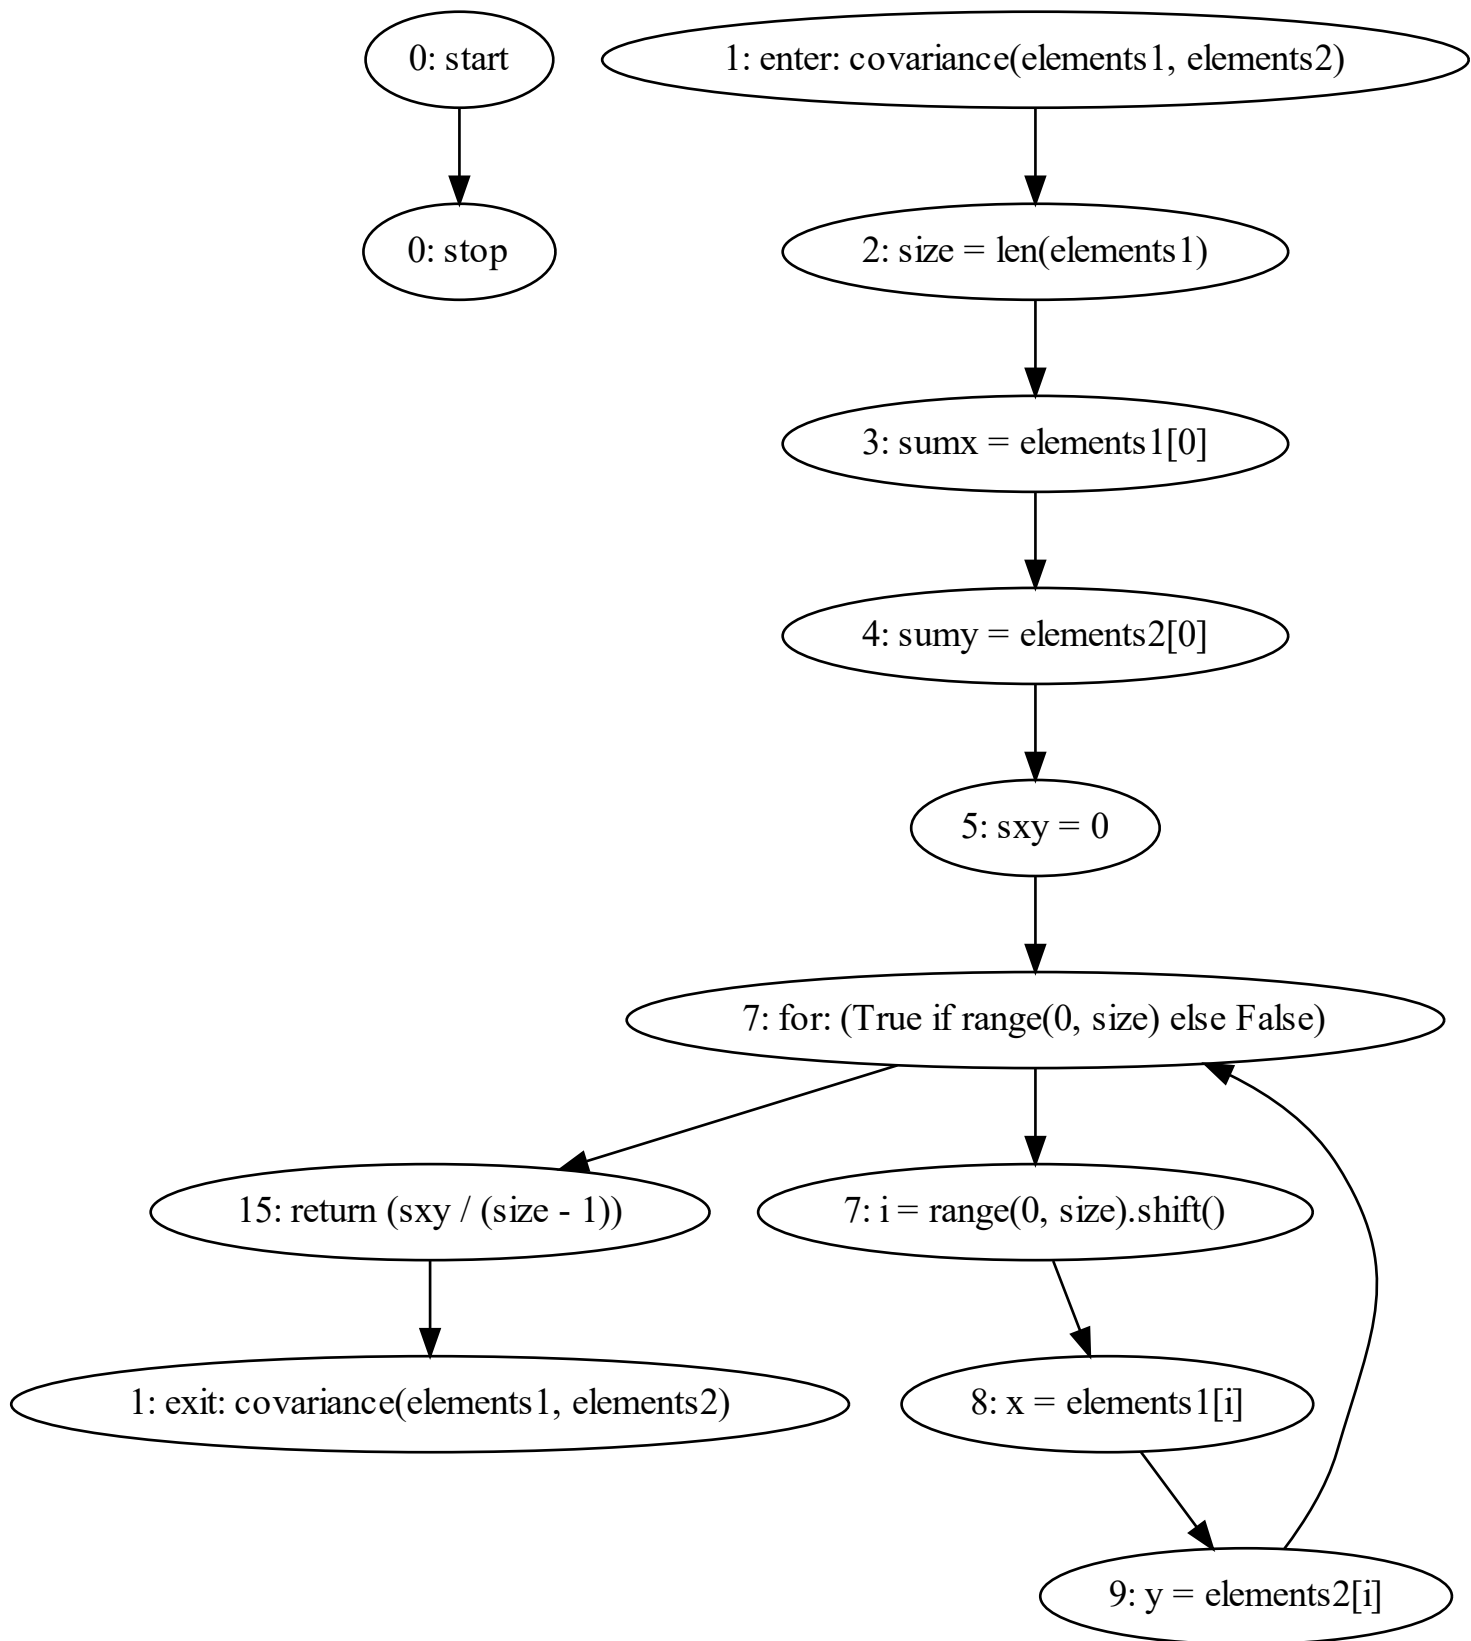 0: start
1: enter: covariance(elements1, elements2)
0: stop
2: size = len(elements1)
3: sumx = elements1[0]
4: sumy = elements2[0]
5: sxy = 0
7: for: (True if range(0, size) else False)
15: return (sxy / (size - 1))
7: i = range(0, size).shift()
1: exit: covariance(elements1, elements2)
8: x = elements1[i]
9: y = elements2[i]